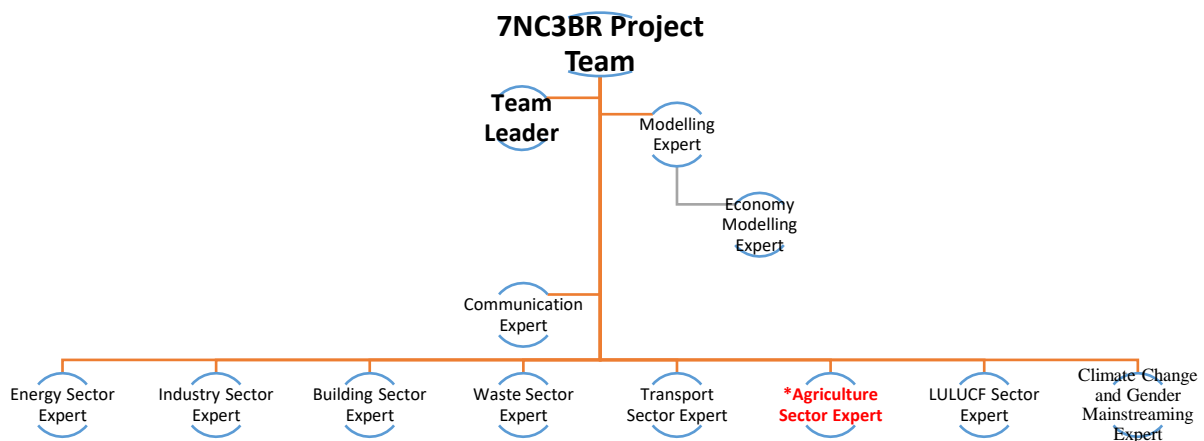 7NC3BR Project
Team
Team
Leader
Modelling
Expert
Economy
Modelling
Expert
Communication
Expert
Energy Sector
Expert
Industry Sector
Expert
Building Sector
Expert
Waste Sector
Expert
Transport
Sector Expert
*Agriculture
Sector Expert
LULUCF Sector
Expert
Climate Change
and Gender
Mainstreaming
Expert